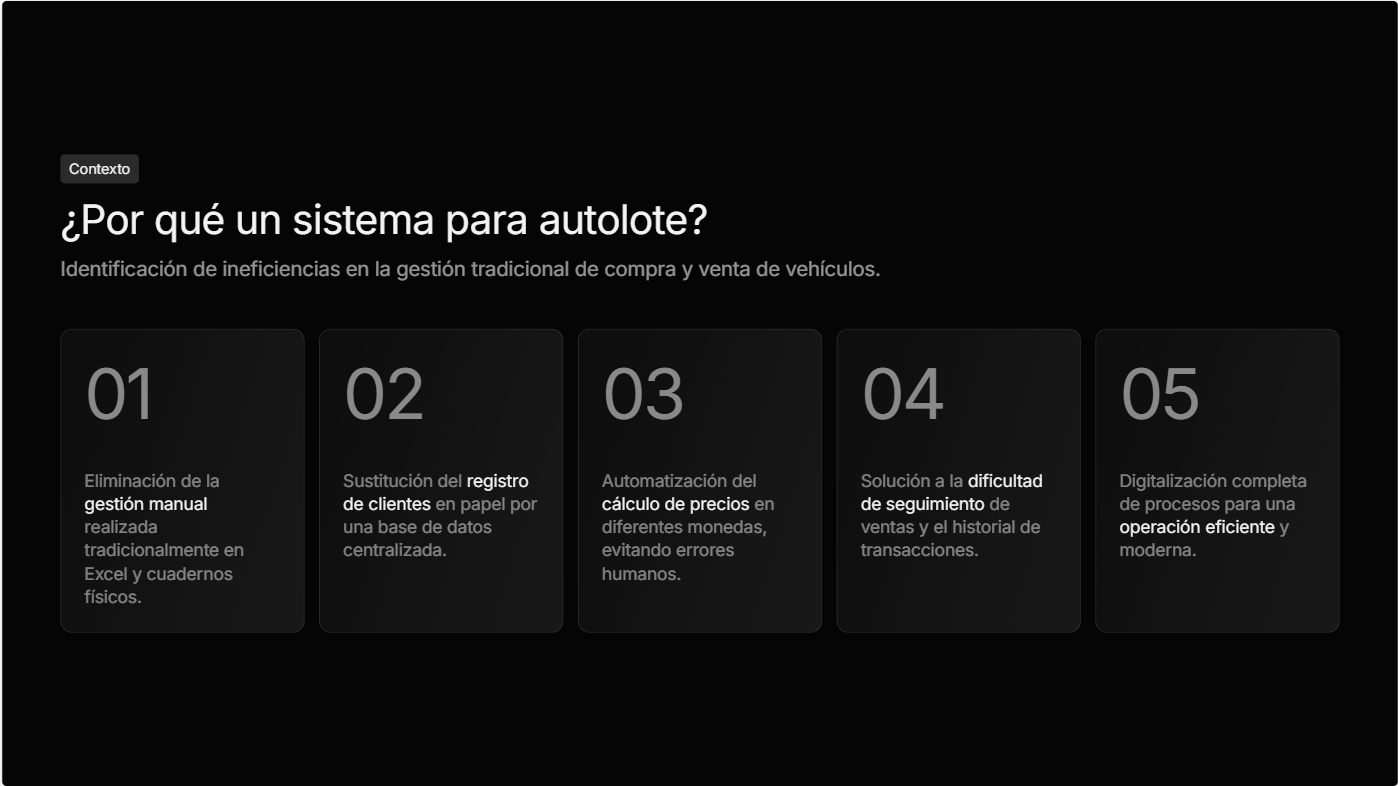 Contexto
¿Por qué un sistema para autolote?
Identificación de ineficiencias en la gestión tradicional de compra y venta de vehículos.
01
Eliminación de la
gestión manual
realizada
tradicionalmente en
Excel y cuadernos
físicos.
02
Sustitución del registro
de clientes en papel por
una base de datos
centralizada.
03
Automatización del
cálculo de precios en
diferentes monedas,
evitando errores
humanos.
04
Solución a la dificultad
de seguimiento de
ventas y el historial de
transacciones.
05
Digitalización completa
de procesos para una
operación eficiente y
moderna.